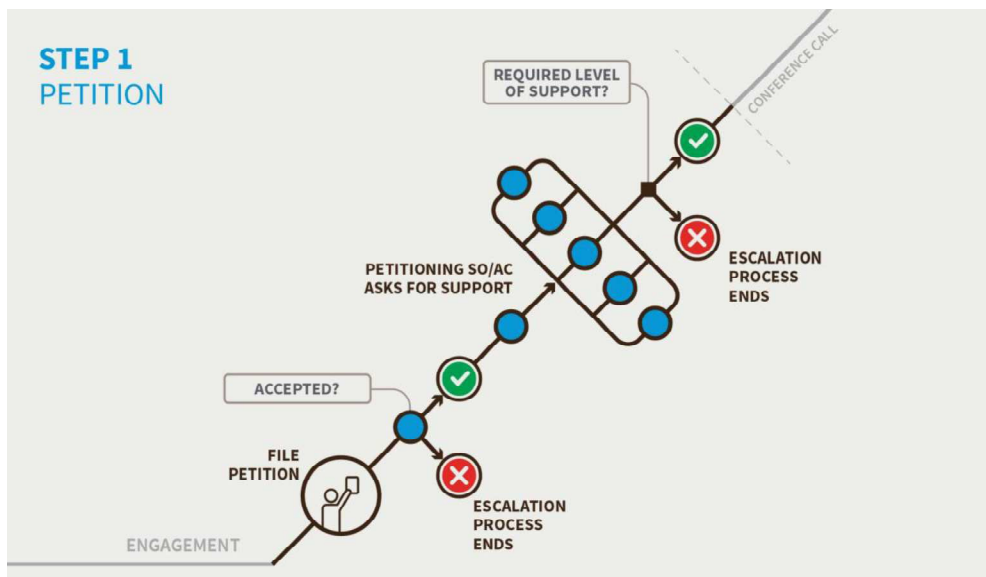 STEP 1
PETITION
REQUIRED LEVEL
OF SUPPORT?
CONFERENCE CALL
PETITIONING SO/AC
ASKS FOR SUPPORT
ESCALATION
PROCESS
ENDS
ACCEPTED?
FILE
PETITION
ESCALATION
PROCESS
ENDS
ENGAGEMENT